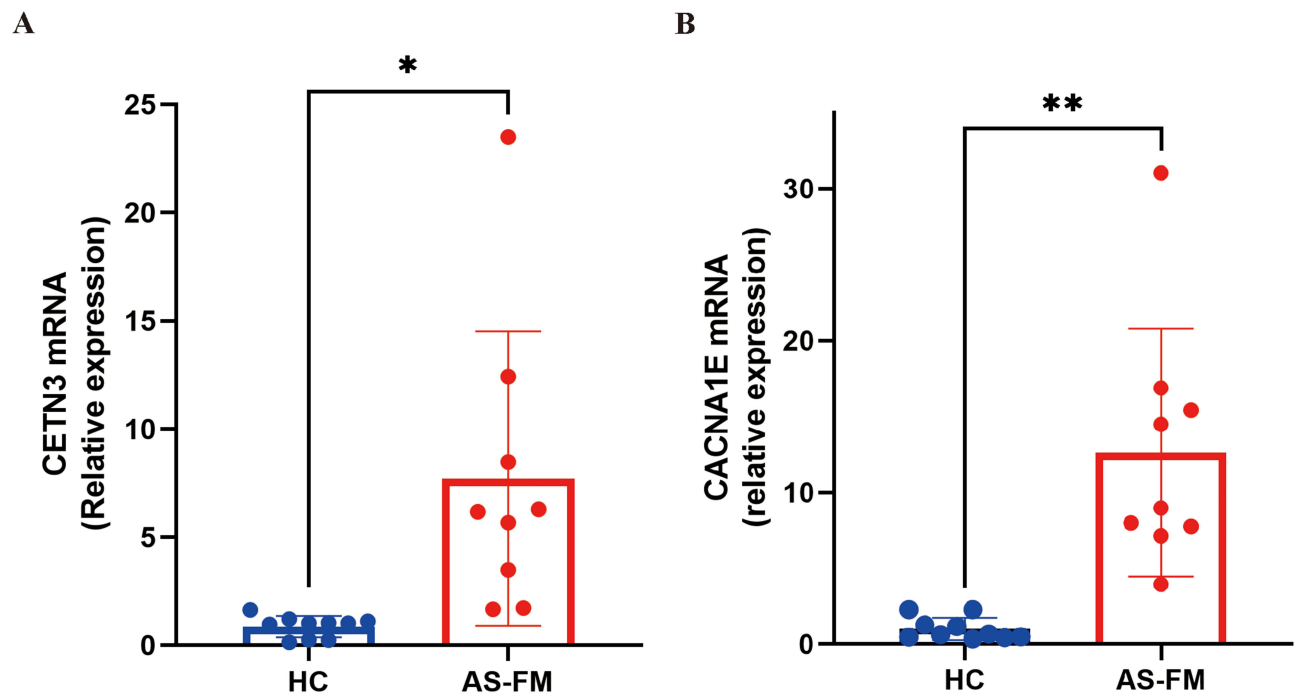 A
B
*
**
25
20
15
10
5
0
CETN3 mRNA
(Relative expression)
HC
AS-FM
30
20
10
0
CACNA1E mRNA
(relative expression)
HC
AS-FM